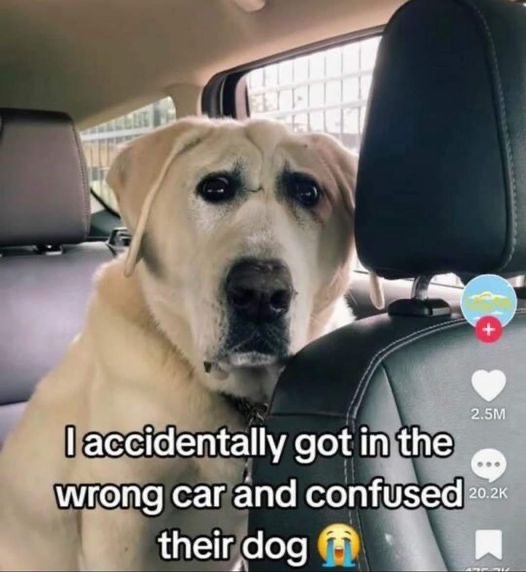 I accidentally got in the
wrong car and confused
their dog 😭
2.5M
20.2K